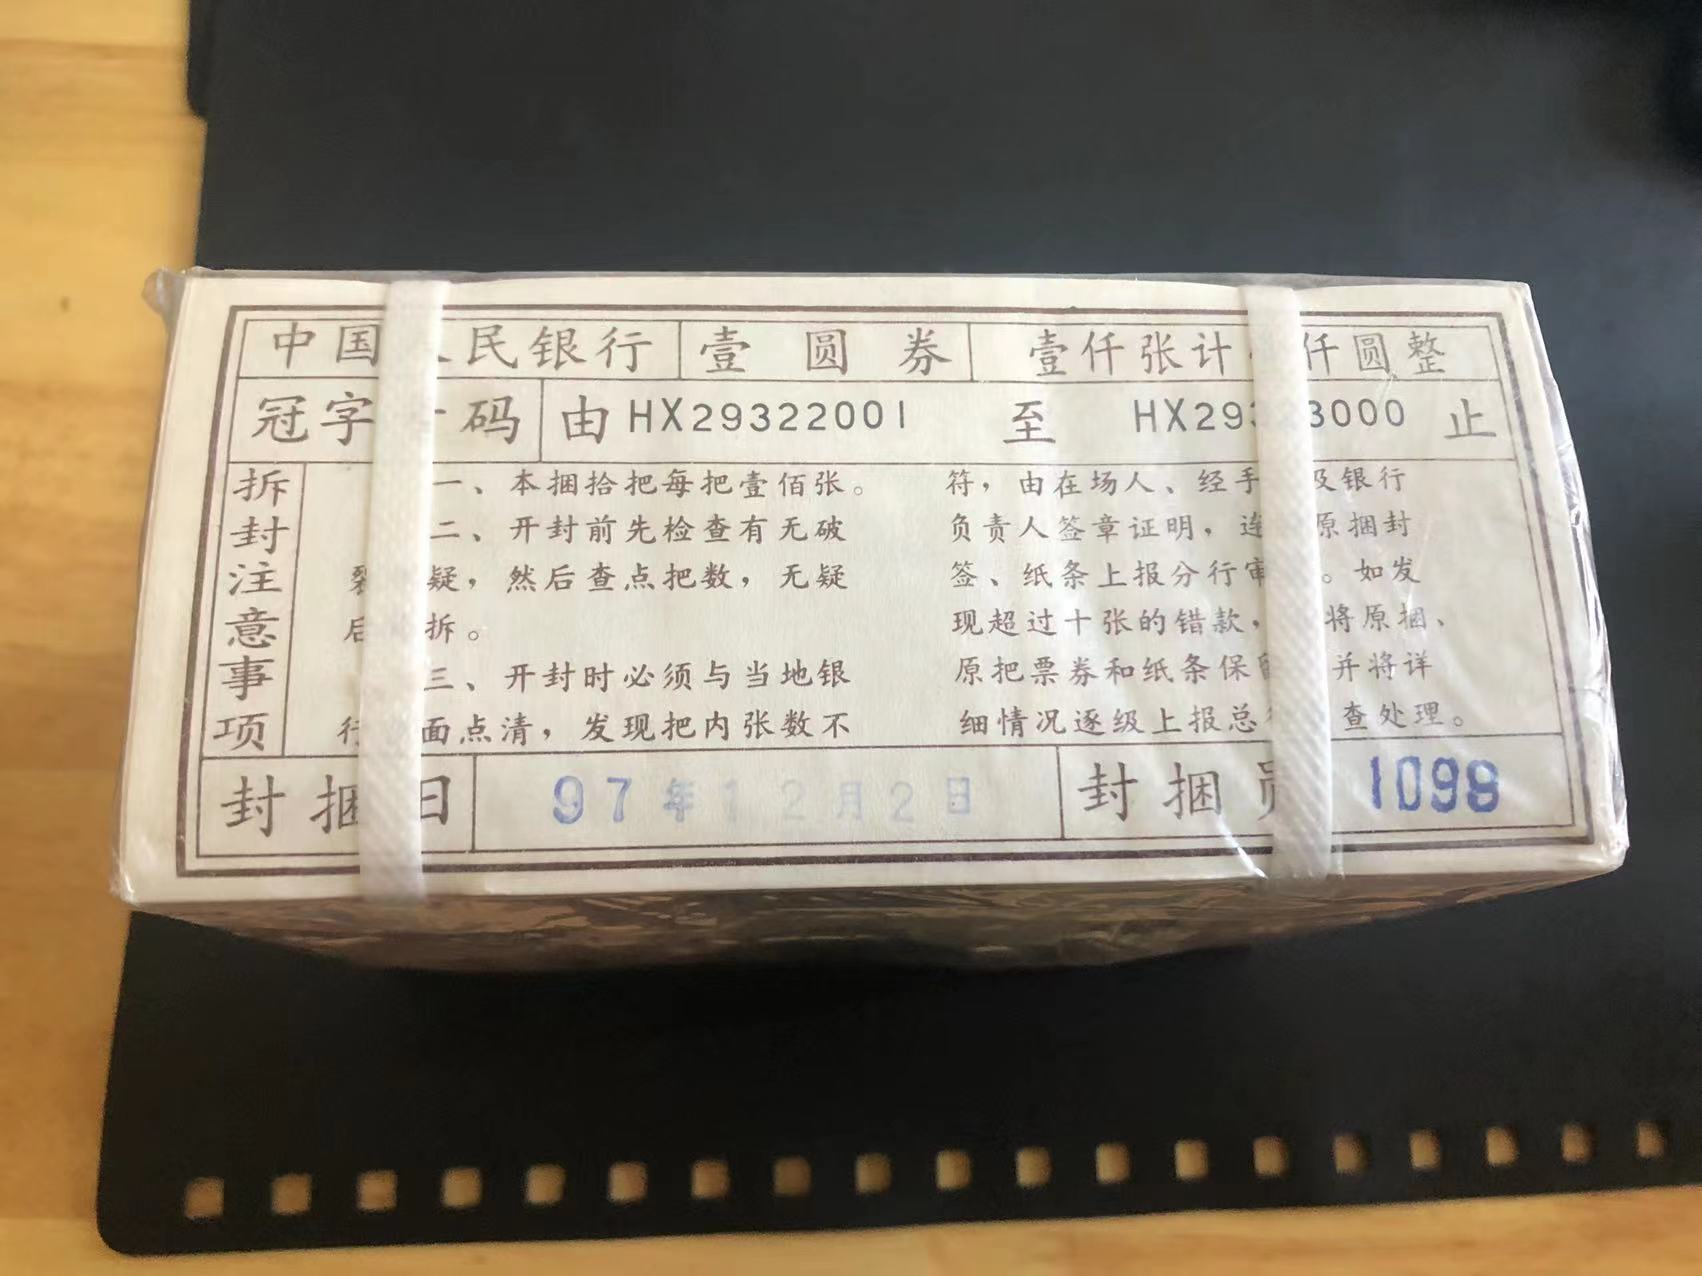 中国 民银行 壹圆券 壹仟张计 仟圆整
冠字 码 由HX29322001 至 HX29 3000 止
拆封注意事项
一、本捆拾把每把壹佰张。
二、开封前先检查有无破
疑，然后查点把数，无疑
后 拆。
三、开封时必须与当地银
行 面点清，发现把内张数不
符，由在场人、经手 及银行
负责人签章证明，连 原捆封
签、纸条上报分行审 。如发
现超过十张的错款， 将原捆、
原把票券和纸条保留 并将详
细情况逐级上报总 查处理。
封捆日 97年12月2日 封捆员 1098